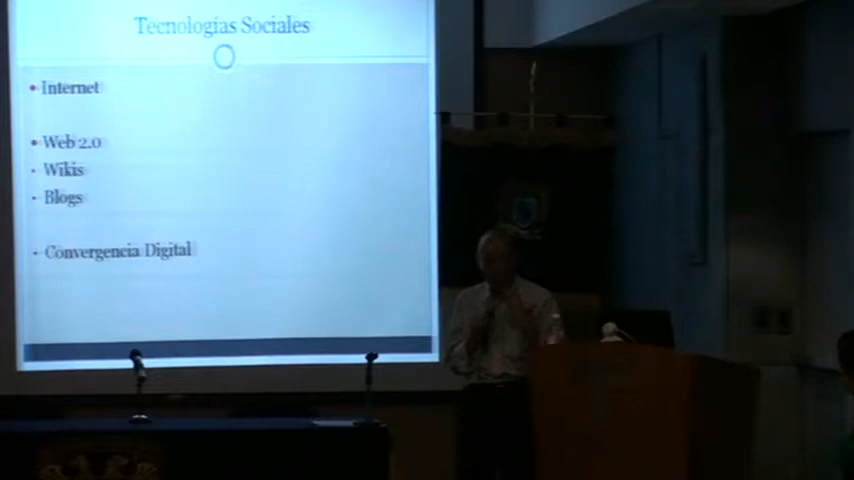 Tecnologías Sociales
• Internet
• Web 2.0
• Wikis
• Blogs
• Convergencia Digital